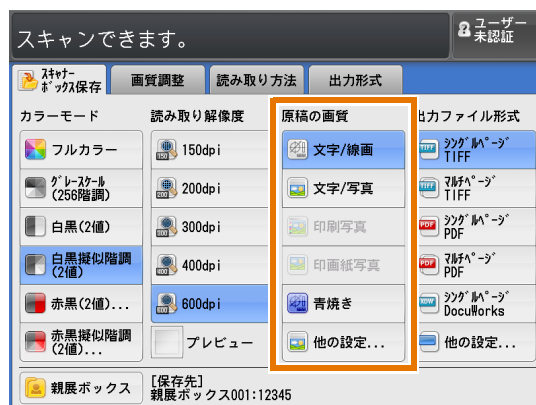 スキャンできます。
ユーザー
未認証
ｽｷｬﾅｰ
ﾎﾞｯｸｽ保存
画質調整
読み取り方法
出力形式
カラーモード
フルカラー
ｸﾞﾚｰｽｹｰﾙ
(256階調)
白黒(2値)
白黒擬似階調
(2値)
赤黒(2値)...
赤黒擬似階調
(2値)...
読み取り解像度
150dpi
200dpi
300dpi
400dpi
600dpi
プレビュー
原稿の画質
文字/線画
文字/写真
印刷写真
印画紙写真
青焼き
他の設定...
出力ファイル形式
ｼﾝｸﾞﾙﾍﾟｰｼﾞ
TIFF
ﾏﾙﾁﾍﾟｰｼﾞ
TIFF
ｼﾝｸﾞﾙﾍﾟｰｼﾞ
PDF
ﾏﾙﾁﾍﾟｰｼﾞ
PDF
ｼﾝｸﾞﾙﾍﾟｰｼﾞ
DocuWorks
他の設定...
親展ボックス
[保存先]
親展ボックス001:12345